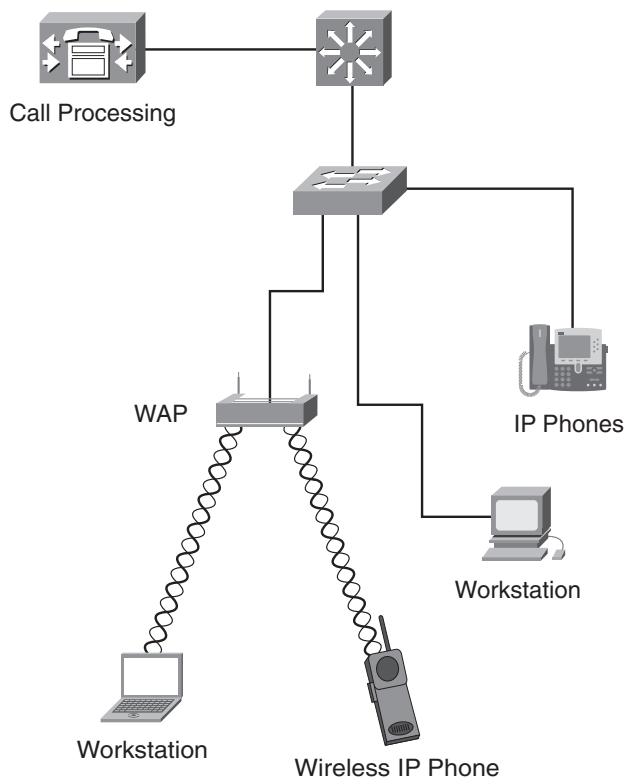 Call Processing
WAP
IP Phones
Workstation
Workstation
Wireless IP Phone